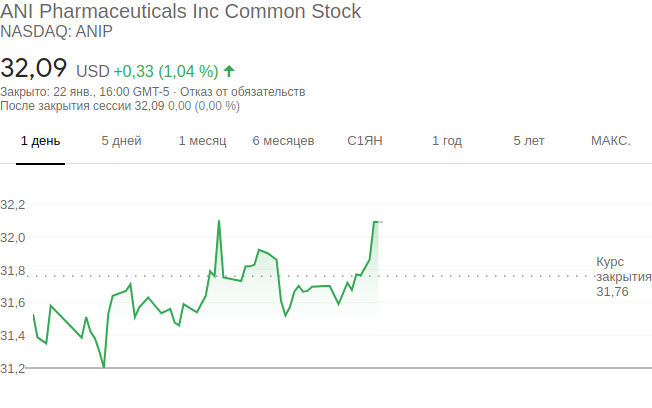 ANI Pharmaceuticals Inc Common Stock
NASDAQ: ANIP
32,09 USD +0,33 (1,04 %)
Закрыто: 22 янв., 16:00 GMT-5 · Отказ от обязательств
После закрытия сессии 32,09 0,00 (0,00 %)
1 день 5 дней 1 месяц 6 месяцев С1ЯН 1 год 5 лет МАКС.
32,2
32,0
31,8
31,6
31,4
31,2
Курс
закрытия
31,76